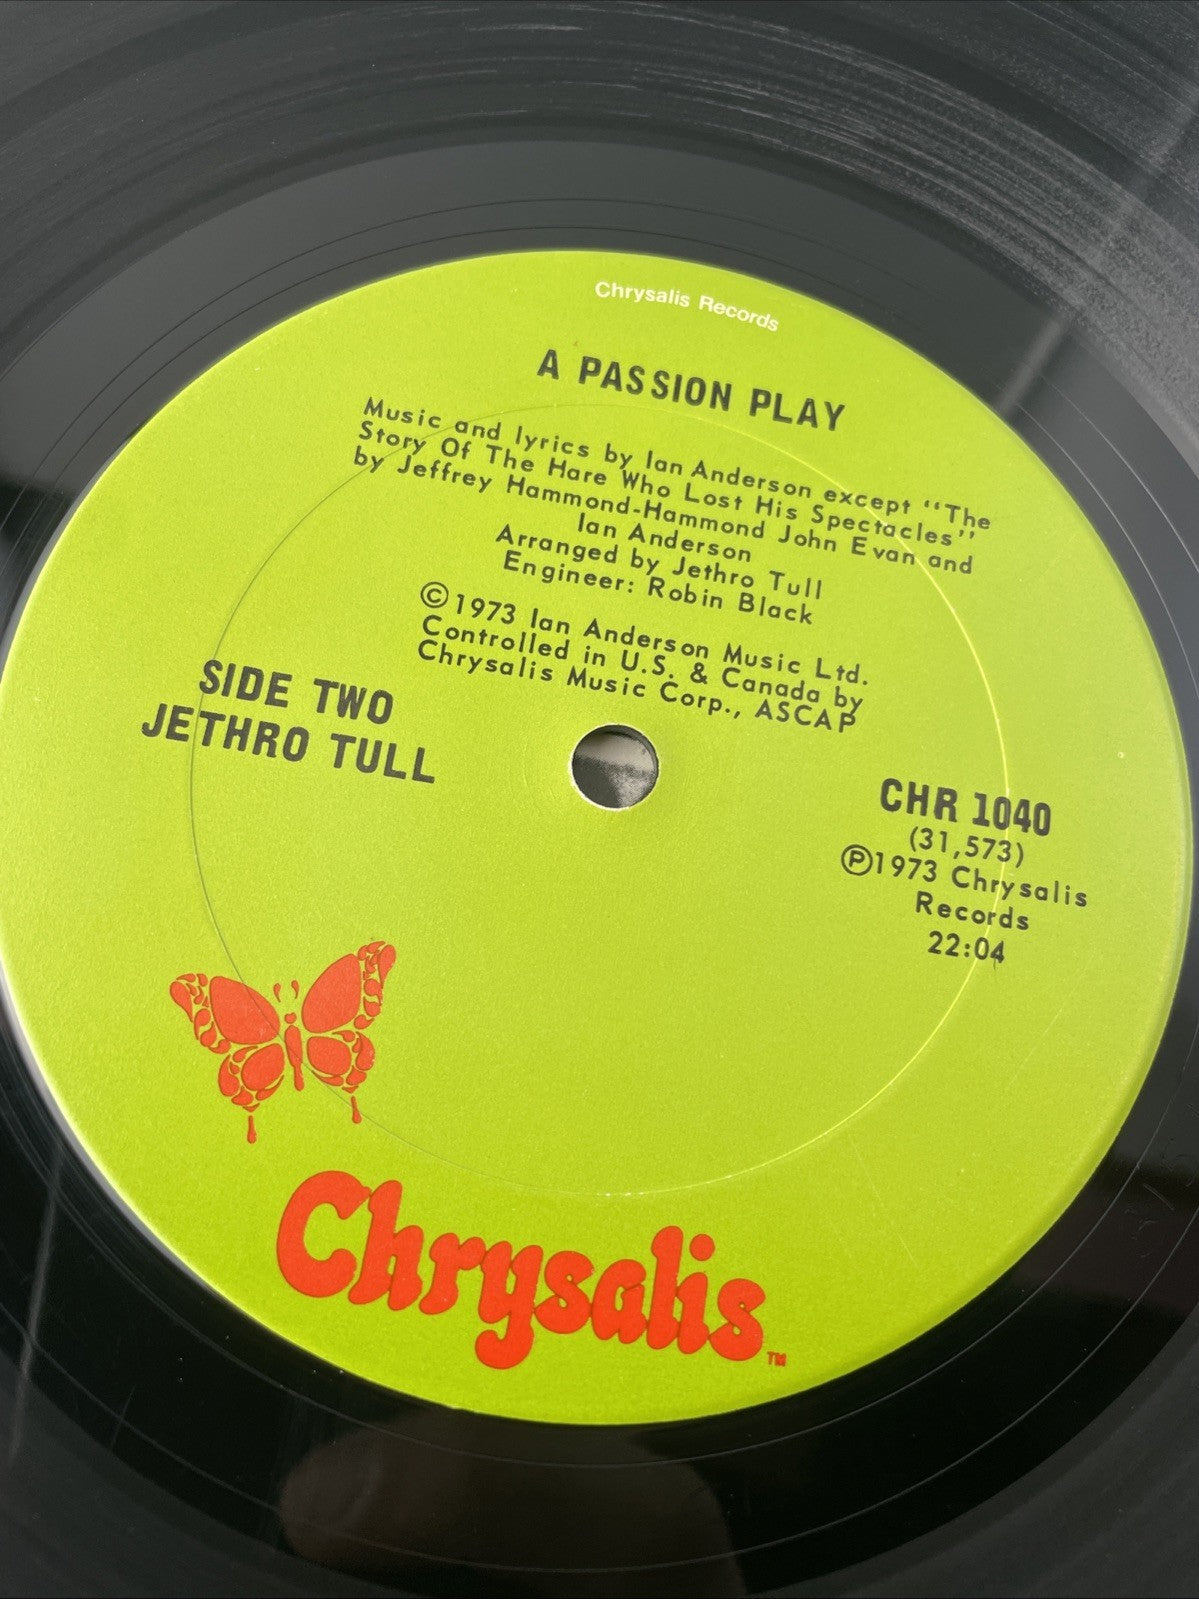 Chrysalis Records
A PASSION PLAY
Music and lyrics by Ian Anderson except "The
Story Of The Hare Who Lost His Spectacles"
by Jeffrey Hammond-Hammond John Evan and
Ian Anderson
Arranged by Jethro Tull
Engineer: Robin Black
©1973 Ian Anderson Music Ltd.
Controlled in U.S. & Canada by
Chrysalis Music Corp., ASCAP
SIDE TWO
JETHRO TULL
CHR 1040
(31,573)
℗1973 Chrysalis
Records
22:04
Chrysalis™